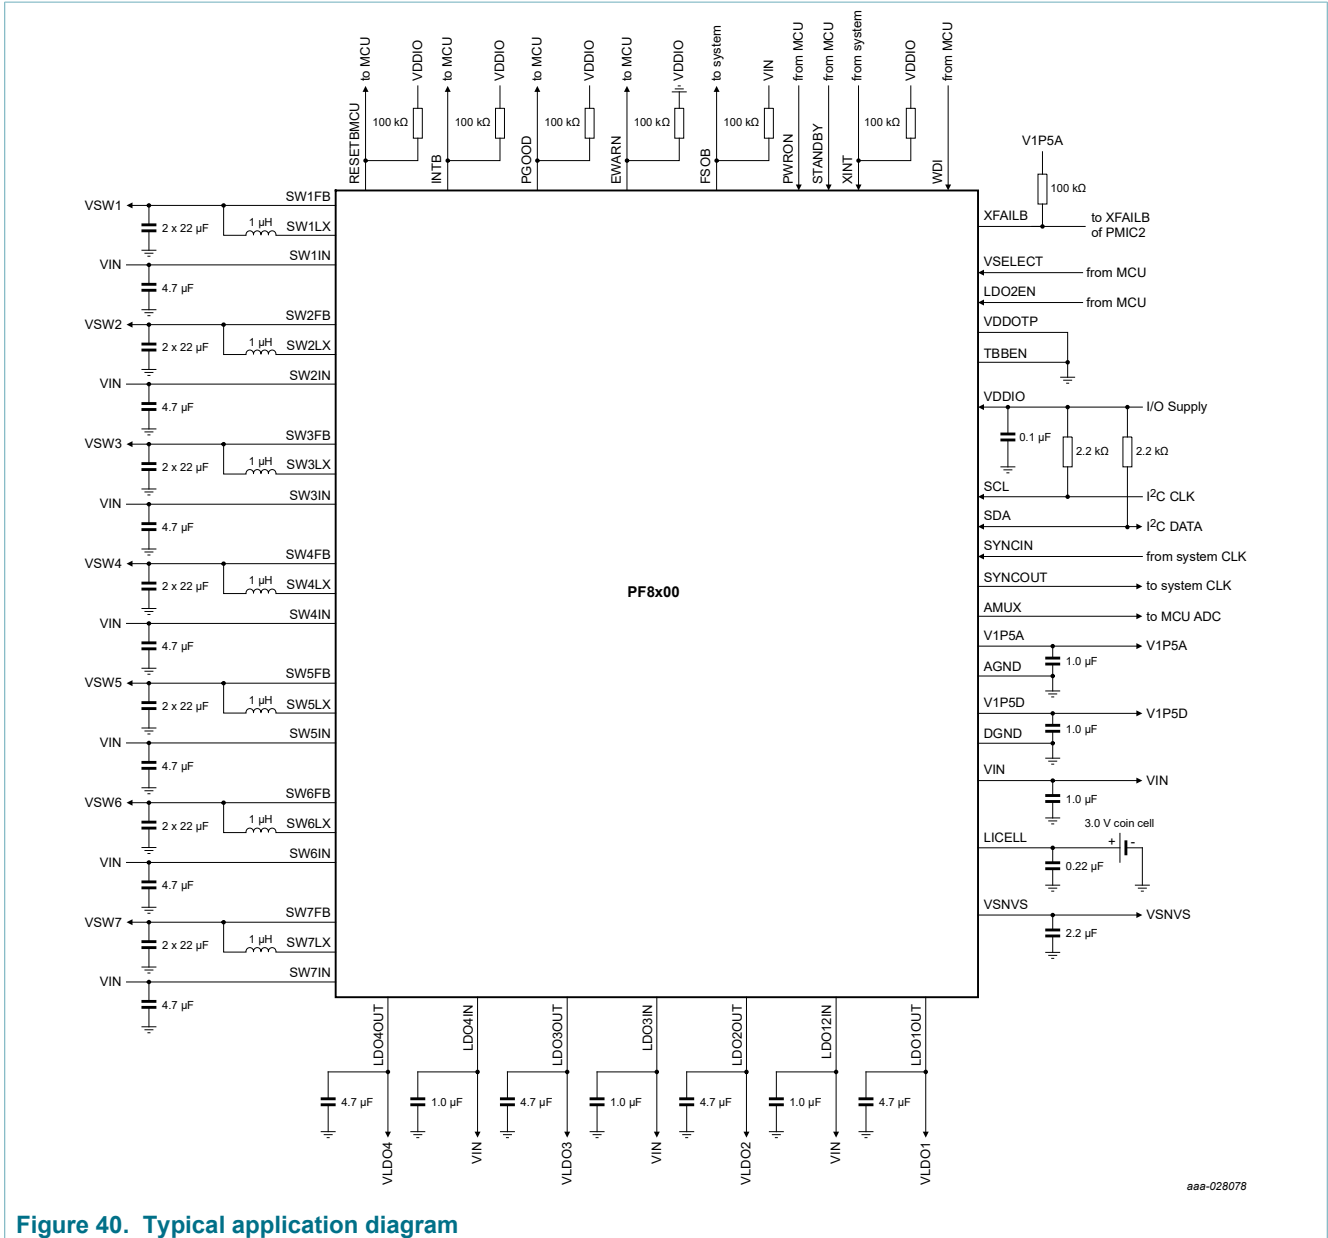 to MCU
VDDIO
to MCU
VDDIO
to MCU
VDDIO
to MCU
VDDIO
to system
VIN
from MCU
from MCU
from system
VDDIO
from MCU
100 kΩ
100 kΩ
100 kΩ
100 kΩ
100 kΩ
100 kΩ
RESETBMCU
INTB
PGOOD
EWARN
FSOB
PWRON
STANDBY
XINT
WDI
VSW1
2 x 22 µF
1 µH
SW1FB
SW1LX
VIN
SW1IN
4.7 µF
VSW2
2 x 22 µF
1 µH
SW2FB
SW2LX
VIN
SW2IN
4.7 µF
VSW3
2 x 22 µF
1 µH
SW3FB
SW3LX
VIN
SW3IN
4.7 µF
VSW4
2 x 22 µF
1 µH
SW4FB
SW4LX
VIN
SW4IN
4.7 µF
VSW5
2 x 22 µF
1 µH
SW5FB
SW5LX
VIN
SW5IN
4.7 µF
VSW6
2 x 22 µF
1 µH
SW6FB
SW6LX
VIN
SW6IN
4.7 µF
VSW7
2 x 22 µF
1 µH
SW7FB
SW7LX
VIN
SW7IN
4.7 µF
PF8x00
V1P5A
100 kΩ
XFAILB
to XFAILB
of PMIC2
VSELECT
from MCU
LDO2EN
from MCU
VDDOTP
TBBEN
VDDIO
I/O Supply
0.1 µF
2.2 kΩ
2.2 kΩ
SCL
I2C CLK
SDA
I2C DATA
SYNCIN
from system CLK
SYNCOUT
to system CLK
AMUX
to MCU ADC
V1P5A
V1P5A
1.0 µF
AGND
V1P5D
V1P5D
1.0 µF
DGND
VIN
VIN
1.0 µF
3.0 V coin cell
LICELL
+
-
0.22 µF
VSNVS
VSNVS
2.2 µF
LDO4OUT
LDO4IN
LDO3OUT
LDO3IN
LDO2OUT
LDO12IN
LDO1OUT
4.7 µF
1.0 µF
4.7 µF
1.0 µF
4.7 µF
1.0 µF
4.7 µF
VLDO4
VIN
VLDO3
VIN
VLDO2
VIN
VLDO1
aaa-028078
Figure 40. Typical application diagram